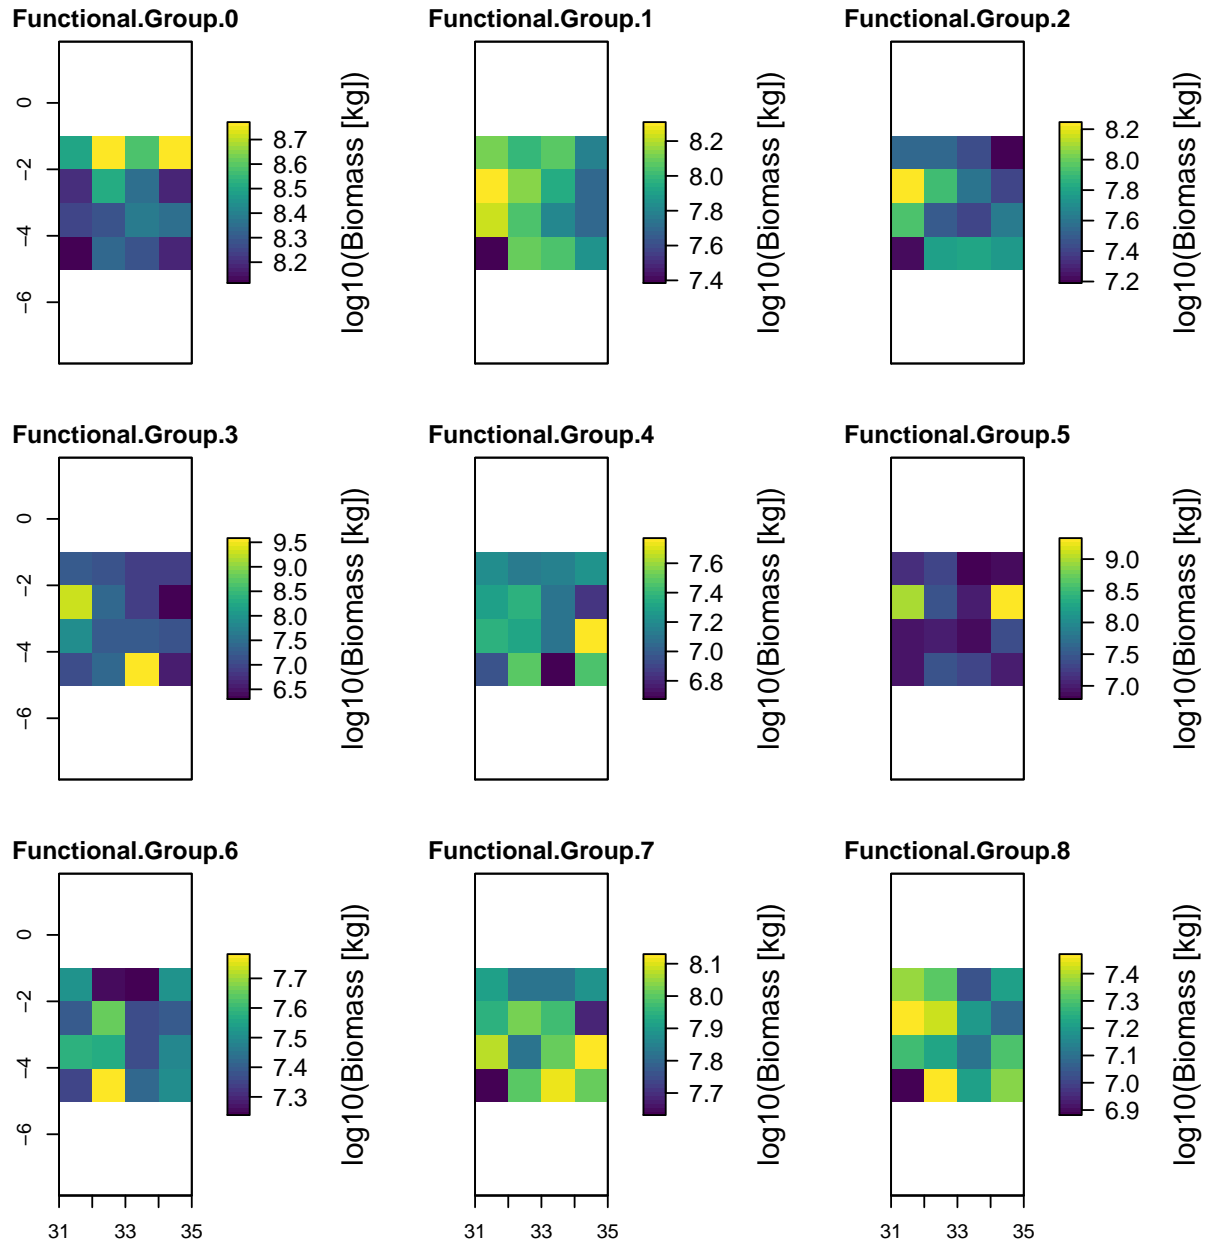 Functional.Group.0
0
−2
−4
−6
8.7
8.6
8.5
8.4
8.3
8.2
log10(Biomass [kg])
Functional.Group.1
8.2
8.0
7.8
7.6
7.4
log10(Biomass [kg])
Functional.Group.2
8.2
8.0
7.8
7.6
7.4
7.2
log10(Biomass [kg])
Functional.Group.3
0
−2
−4
−6
9.5
9.0
8.5
8.0
7.5
7.0
6.5
log10(Biomass [kg])
Functional.Group.4
7.6
7.4
7.2
7.0
6.8
log10(Biomass [kg])
Functional.Group.5
9.0
8.5
8.0
7.5
7.0
log10(Biomass [kg])
Functional.Group.6
0
−2
−4
−6
31 33 35
7.7
7.6
7.5
7.4
7.3
log10(Biomass [kg])
Functional.Group.7
31 33 35
8.1
8.0
7.9
7.8
7.7
log10(Biomass [kg])
Functional.Group.8
31 33 35
7.4
7.3
7.2
7.1
7.0
6.9
log10(Biomass [kg])